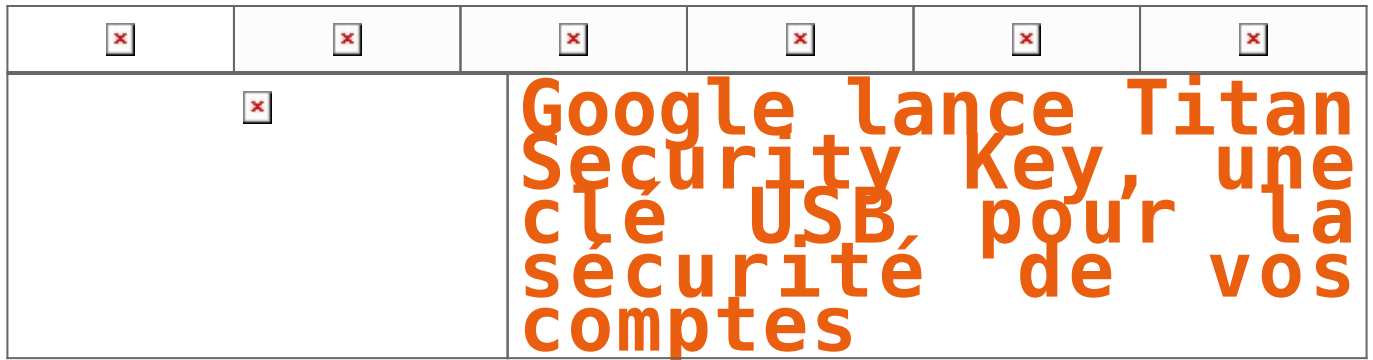 Google lance Titan
Security Key, une
clé USB pour la
sécurité de vos
comptes